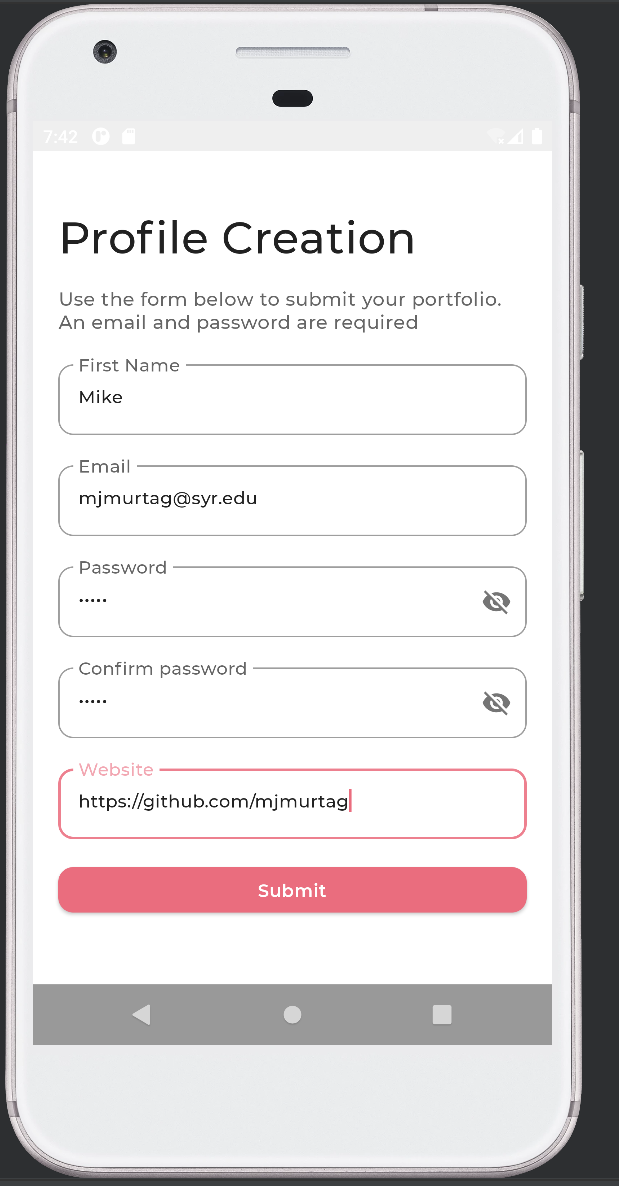 7:42
Profile Creation
Use the form below to submit your portfolio.
An email and password are required
First Name
Mike
Email
mjmurtag@syr.edu
Password
•••••
Confirm password
•••••
Website
https://github.com/mjmurtag
Submit